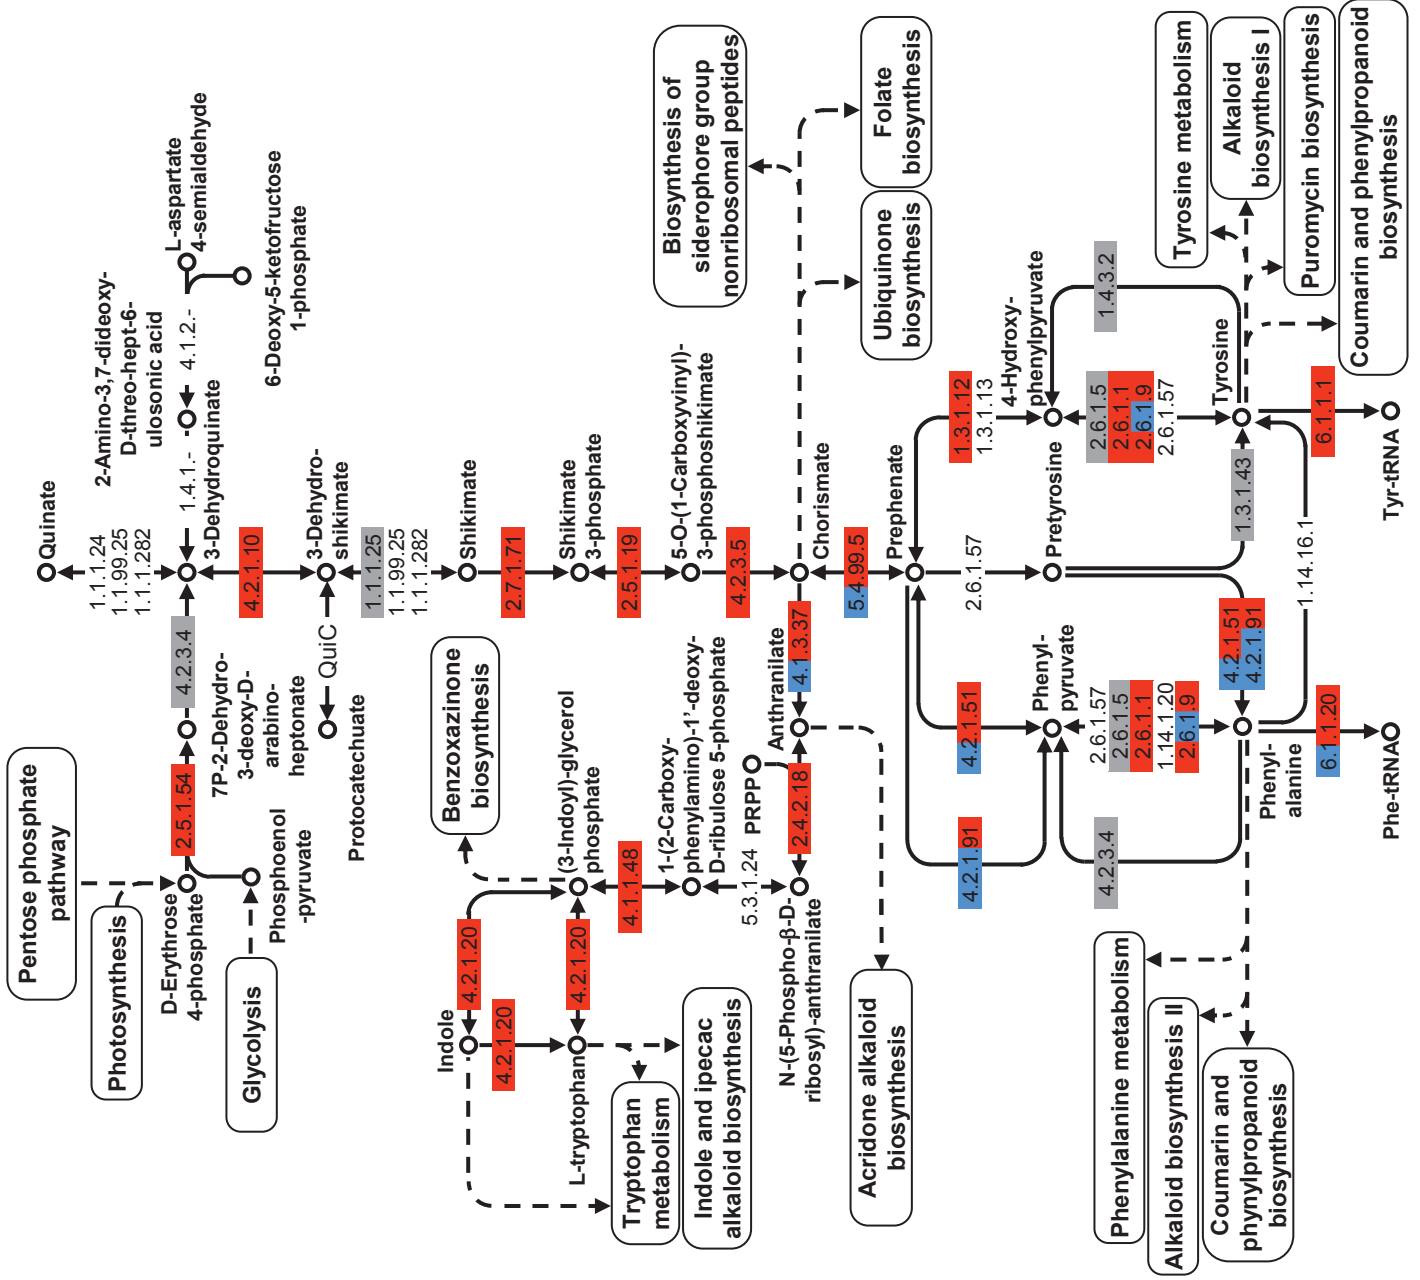 Pentose phosphate
pathway
Photosynthesis
Glycolysis
D-Erythrose
4-phosphate
Phosphoenol
-pyruvate
2.5.1.54
7P-2-Dehydro-
3-deoxy-D-
arabino-
heptonate
4.2.3.4
Quinate
1.1.1.24
1.1.99.25
1.1.1.282
3-Dehydroquinate
1.4.1.-
2-Amino-3,7-dideoxy-
D-threo-hept-6-
ulosonic acid
4.1.2.-
L-aspartate
4-semialdehyde
6-Deoxy-5-ketofructose
1-phosphate
4.2.1.10
3-Dehydro-
shikimate
QuiC
Protocatechuate
1.1.1.25
1.1.99.25
1.1.1.282
Shikimate
2.7.1.71
Shikimate
3-phosphate
2.5.1.19
5-O-(1-Carboxyvinyl)-
3-phosphoshikimate
4.2.3.5
Chorismate
Biosynthesis of
siderophore group
nonribosomal peptides
Ubiquinone
biosynthesis
Folate
biosynthesis
Benzoxazinone
biosynthesis
Indole
4.2.1.20
4.2.1.20
4.2.1.20
L-tryptophan
(3-Indoyl)-glycerol
phosphate
4.1.1.48
1-(2-Carboxy-
phenylamino)-1'-deoxy-
D-ribulose 5-phosphate
5.3.1.24
PRPP
N-(5-Phospho-β-D-
ribosyl)-anthranilate
2.4.2.18
Anthranilate
4.1.3.37
Tryptophan
metabolism
Indole and ipecac
alkaloid biosynthesis
Acridone alkaloid
biosynthesis
5.4.99.5
Prephenate
4.2.1.51
4.2.1.91
Phenyl-
pyruvate
2.6.1.57
2.6.1.5
2.6.1.1
1.14.1.20
2.6.1.9
4.2.3.4
Phenyl-
alanine
6.1.1.20
Phe-tRNA
2.6.1.57
Pretyrosine
4.2.1.51
4.2.1.91
1.3.1.43
1.14.16.1
1.3.1.12
1.3.1.13
4-Hydroxy-
phenylpyruvate
2.6.1.5
2.6.1.1
2.6.1.9
2.6.1.57
1.4.3.2
Tyrosine
6.1.1.1
Tyr-tRNA
Tyrosine metabolism
Alkaloid
biosynthesis I
Puromycin biosynthesis
Coumarin and phenylpropanoid
biosynthesis
Phenylalanine metabolism
Alkaloid biosynthesis II
Coumarin and
phynylpropanoid
biosynthesis